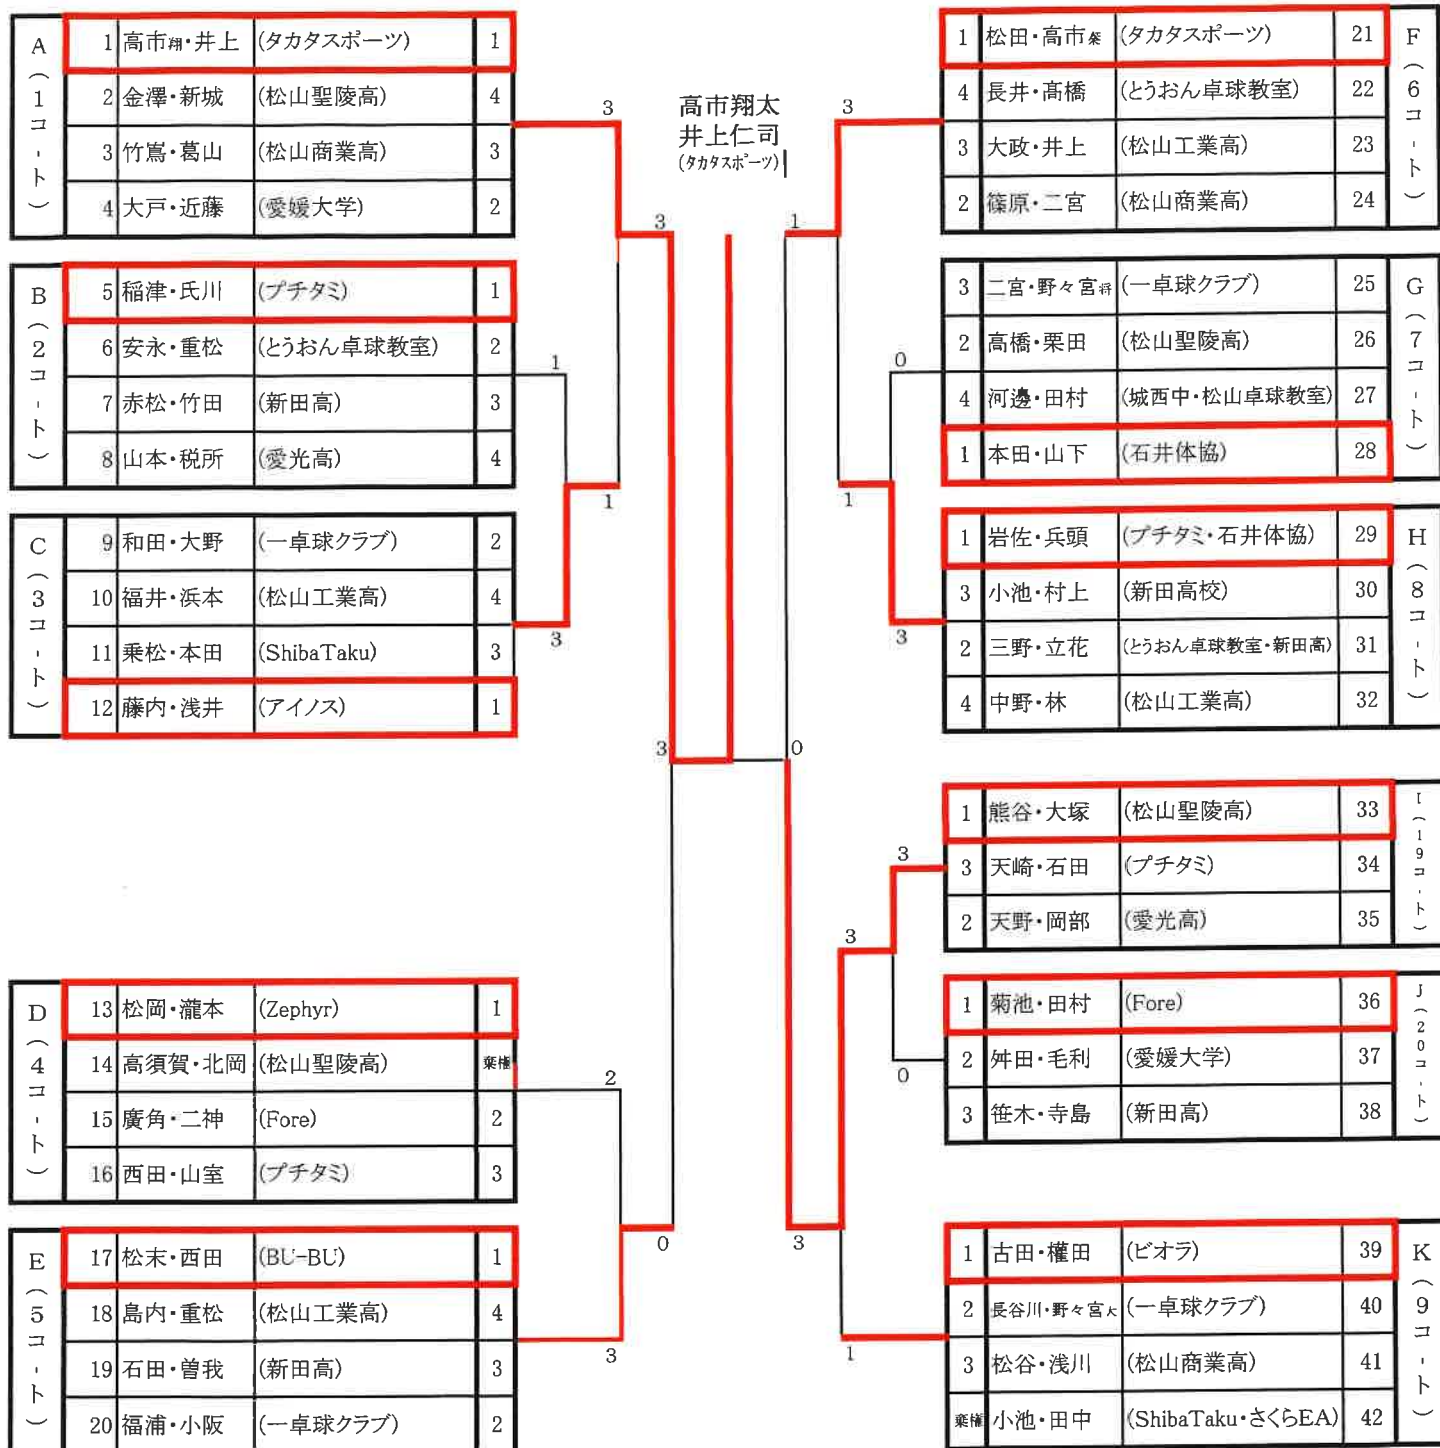 A(1コート)
1 高市翔・井上 (タカタスポーツ) 1
2 金澤・新城 (松山聖陵高) 4
3 竹嶌・葛山 (松山商業高) 3
4 大戸・近藤 (愛媛大学) 2
B(2コート)
5 稲津・氏川 (プチタミ) 1
6 安永・重松 (とうおん卓球教室) 2
7 赤松・竹田 (新田高) 3
8 山本・税所 (愛光高) 4
C(3コート)
9 和田・大野 (一卓球クラブ) 2
10 福井・浜本 (松山工業高) 4
11 乗松・本田 (ShibaTaku) 3
12 藤内・浅井 (アイノス) 1
D(4コート)
13 松岡・瀧本 (Zephyr) 1
14 高須賀・北岡 (松山聖陵高) 棄権
15 廣角・二神 (Fore) 2
16 西田・山室 (プチタミ) 3
E(5コート)
17 松末・西田 (BU-BU) 1
18 島内・重松 (松山工業高) 4
19 石田・曽我 (新田高) 3
20 福浦・小阪 (一卓球クラブ) 2
3
1
3
3
1
2
3
0
3
高市翔太
井上仁司
(タカタスポーツ)
3
1
0
1
3
0
3
3
0
3
1
F(6コート)
1 松田・高市 (タカタスポーツ) 21
4 長井・髙橋 (とうおん卓球教室) 22
3 大政・井上 (松山工業高) 23
2 篠原・二宮 (松山商業高) 24
G(7コート)
3 二宮・野々宮将 (一卓球クラブ) 25
2 高橋・栗田 (松山聖陵高) 26
4 河邊・田村 (城西中・松山卓球教室) 27
1 本田・山下 (石井体協) 28
H(8コート)
1 岩佐・兵頭 (プチタミ・石井体協) 29
3 小池・村上 (新田高校) 30
2 三野・立花 (とうおん卓球教室・新田高) 31
4 中野・林 (松山工業高) 32
I(19コート)
1 熊谷・大塚 (松山聖陵高) 33
3 天崎・石田 (プチタミ) 34
2 天野・岡部 (愛光高) 35
J(20コート)
1 菊池・田村 (Fore) 36
2 舛田・毛利 (愛媛大学) 37
3 笹木・寺島 (新田高) 38
K(9コート)
1 古田・権田 (ビオラ) 39
2 長谷川・野々宮大 (一卓球クラブ) 40
3 松谷・浅川 (松山商業高) 41
棄権 小池・田中 (ShibaTaku・さくらEA) 42